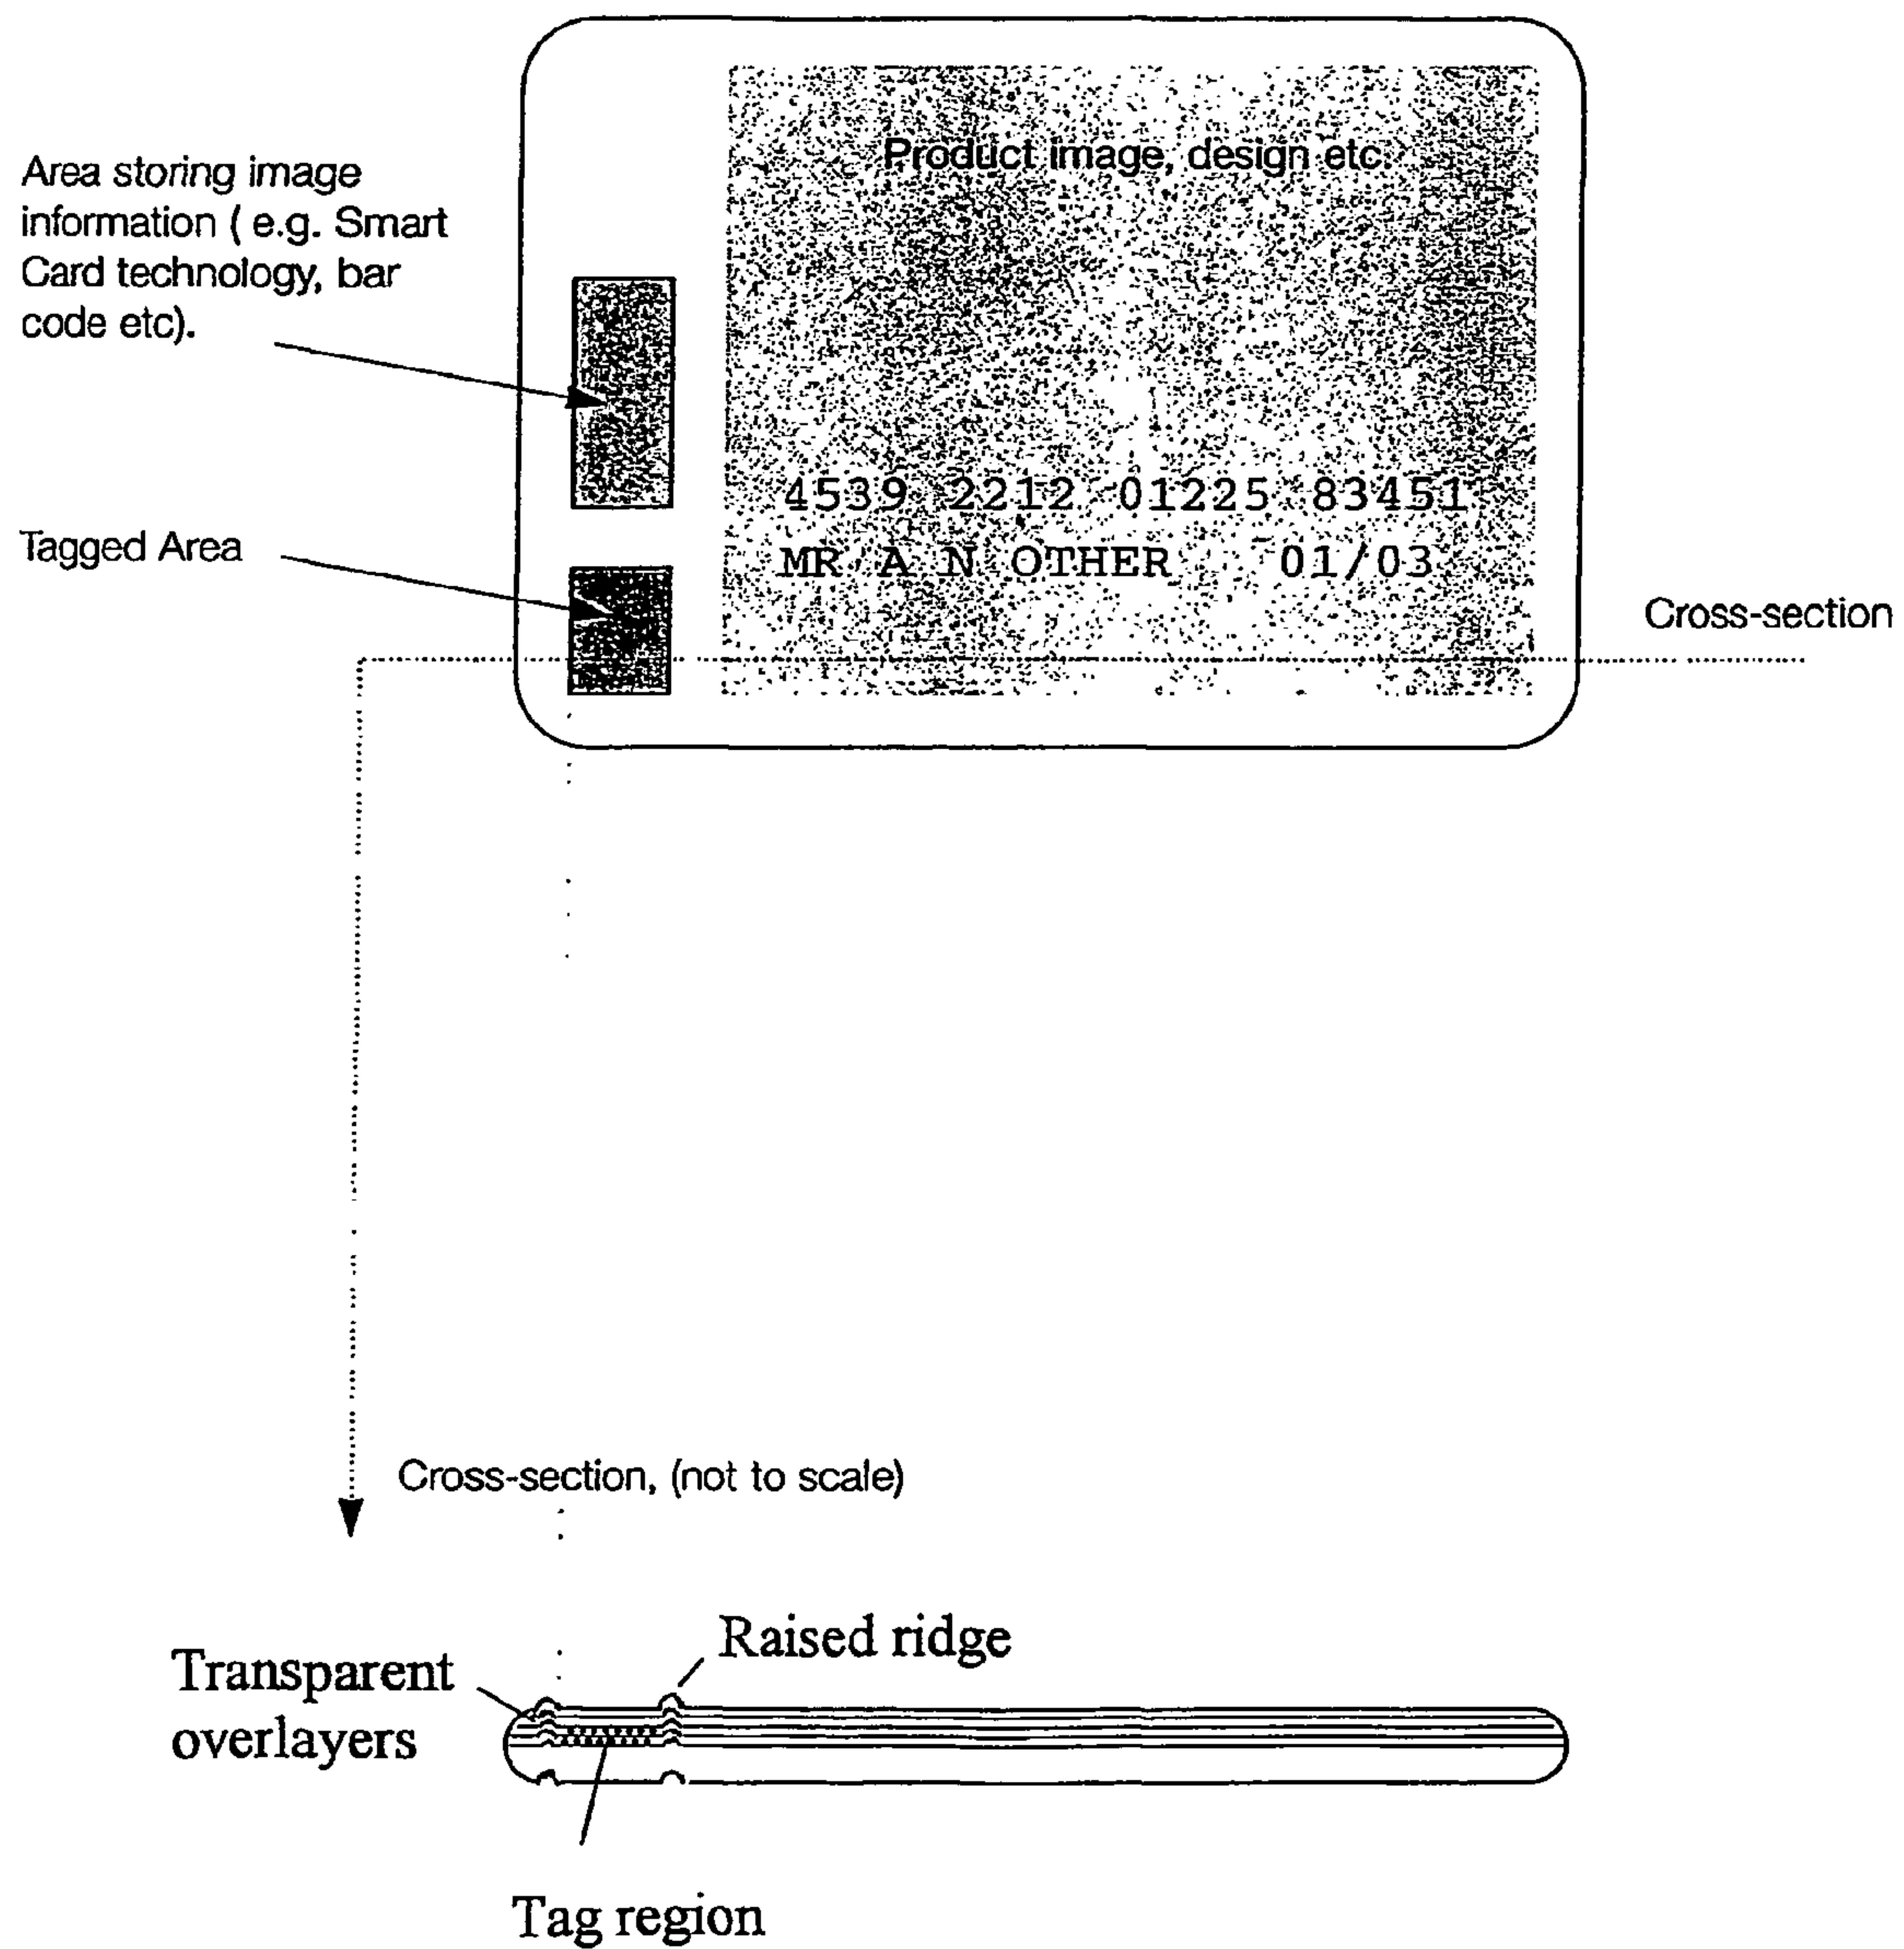 Product image, design etc.
Area storing image
information ( e.g. Smart
Card technology, bar
code etc).
4539 2212 01225 83451
Tagged Area
MR A N OTHER 01/03
Cross-section
Cross-section, (not to scale)
Raised ridge
Transparent
overlayers
Tag region